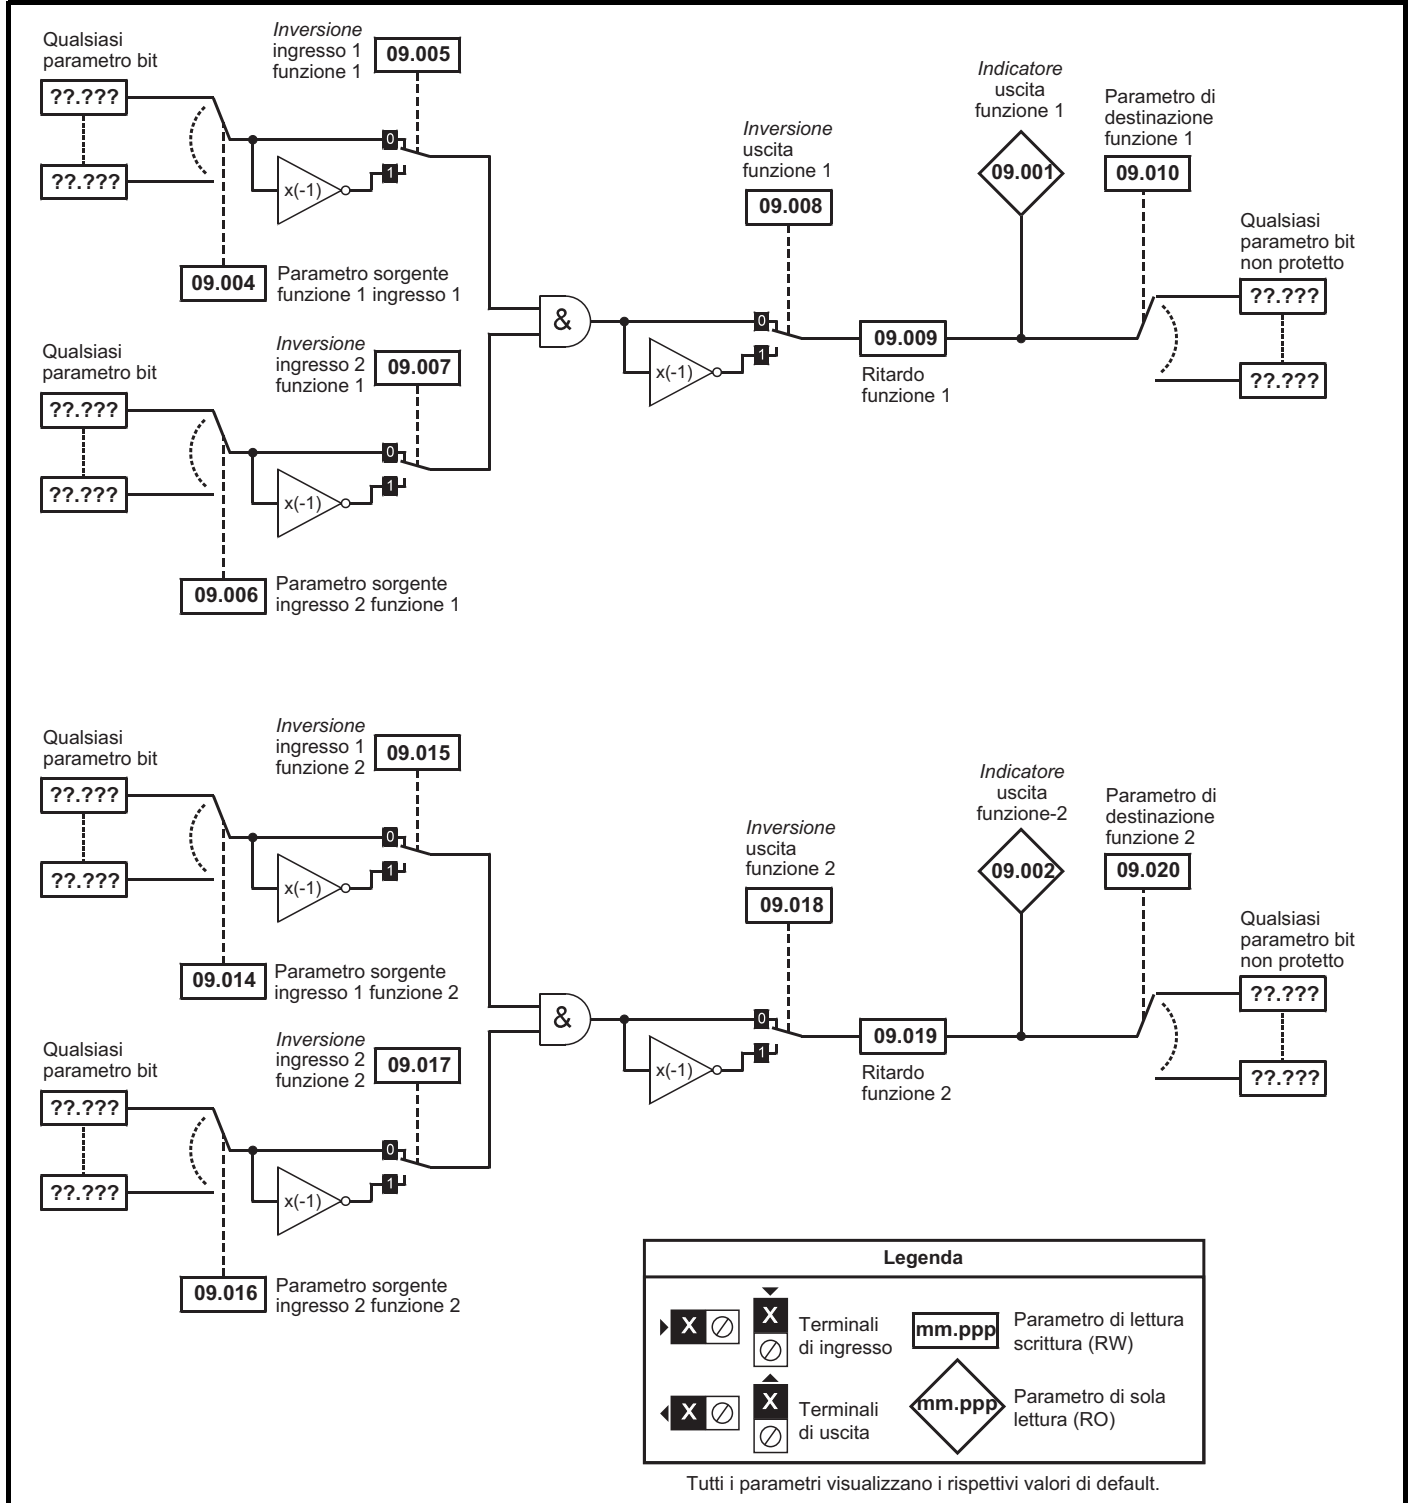 Qualsiasi
parametro bit
??.???
??.???
Inversione
ingresso 1
funzione 1
09.005
0
1
x(-1)
09.004
Parametro sorgente
funzione 1 ingresso 1
Qualsiasi
parametro bit
??.???
??.???
Inversione
ingresso 2
funzione 1
09.007
0
1
x(-1)
09.006
Parametro sorgente
ingresso 2 funzione 1
&
x(-1)
Inversione
uscita
funzione 1
09.008
0
1
09.009
Ritardo
funzione 1
Indicatore
uscita
funzione 1
09.001
Parametro di
destinazione
funzione 1
09.010
Qualsiasi
parametro bit
non protetto
??.???
??.???
Qualsiasi
parametro bit
??.???
??.???
Inversione
ingresso 1
funzione 2
09.015
0
1
x(-1)
09.014
Parametro sorgente
ingresso 1 funzione 2
Qualsiasi
parametro bit
??.???
??.???
Inversione
ingresso 2
funzione 2
09.017
0
1
x(-1)
09.016
Parametro sorgente
ingresso 2 funzione 2
&
x(-1)
Inversione
uscita
funzione 2
09.018
0
1
09.019
Ritardo
funzione 2
Indicatore
uscita
funzione-2
09.002
Parametro di
destinazione
funzione 2
09.020
Qualsiasi
parametro bit
non protetto
??.???
??.???
Legenda
X
X
Terminali
di ingresso
mm.ppp
Parametro di lettura
scrittura (RW)
X
X
Terminali
di uscita
mm.ppp
Parametro di sola
lettura (RO)
Tutti i parametri visualizzano i rispettivi valori di default.